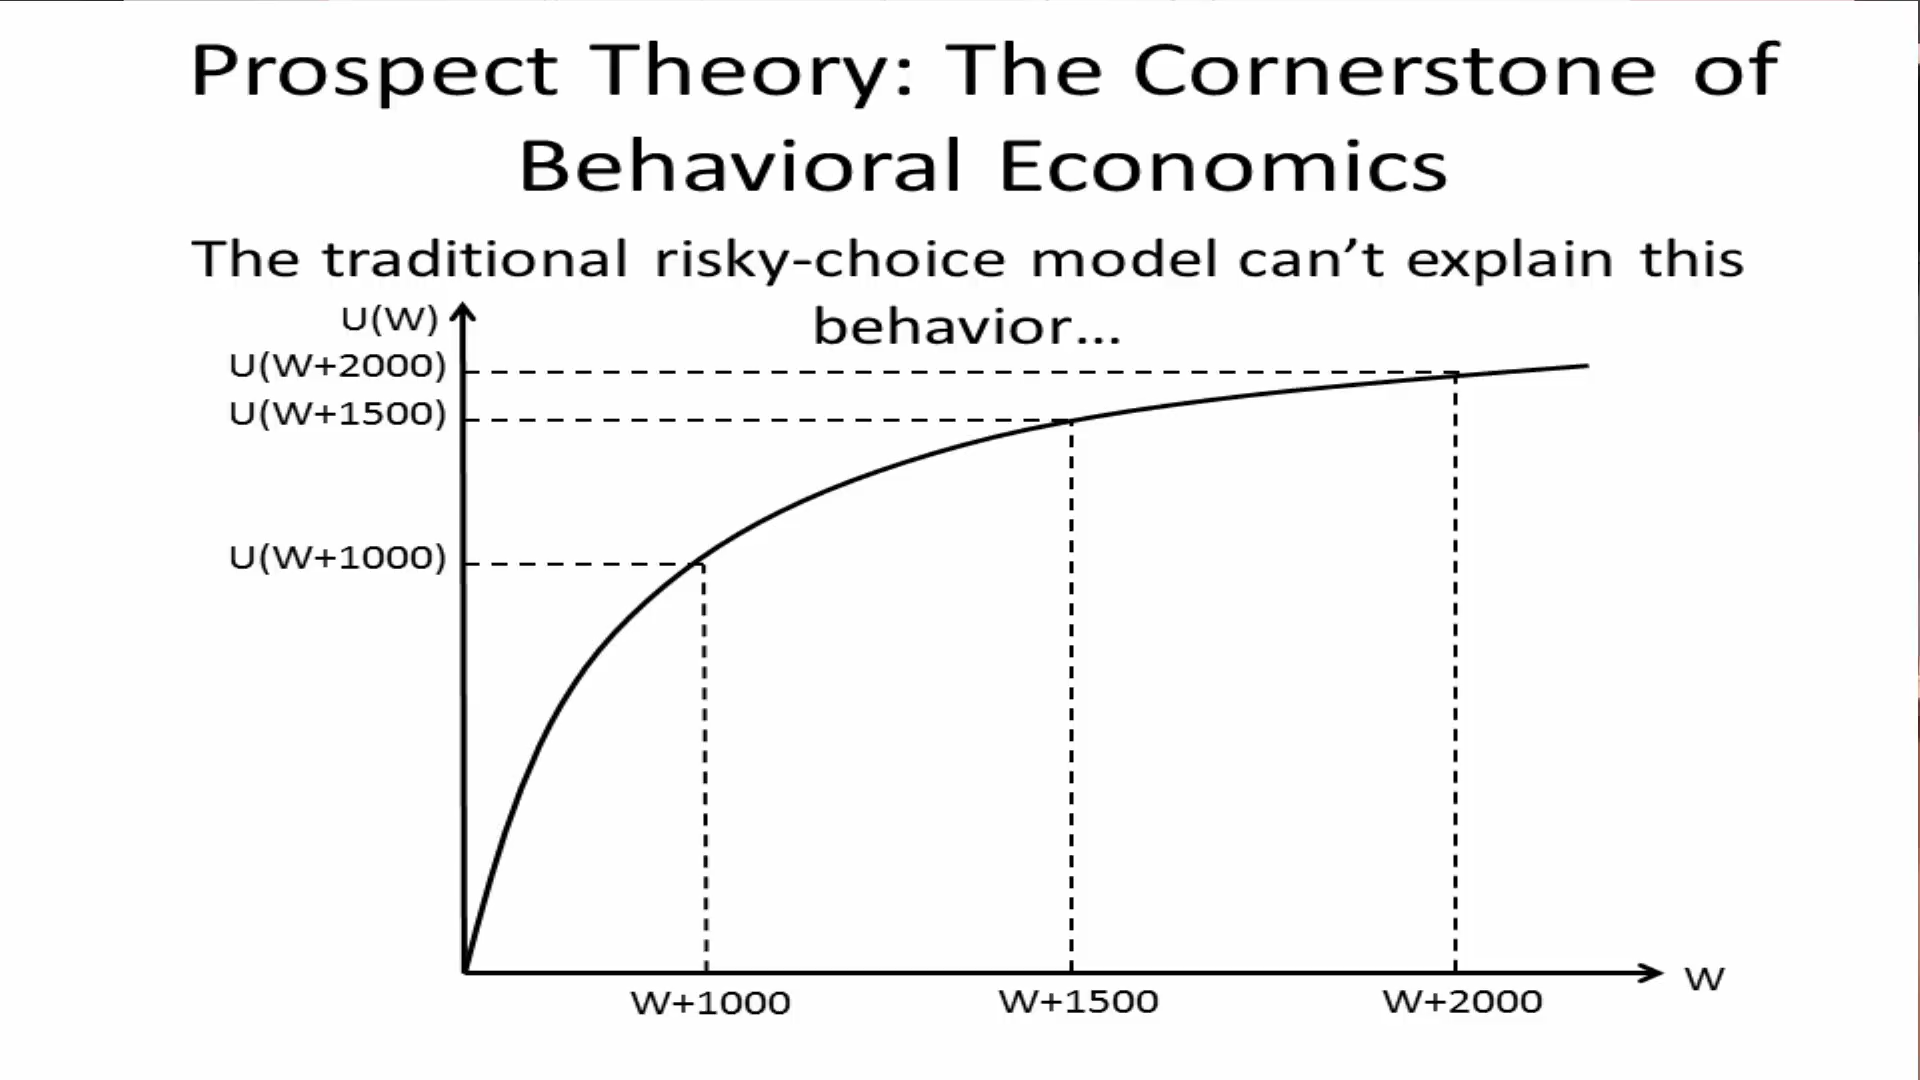 Prospect Theory: The Cornerstone of
Behavioral Economics
The traditional risky-choice model can’t explain this
behavior...
U(W)
U(W+2000)
U(W+1500)
U(W+1000)
W+1000
W+1500
W+2000
W